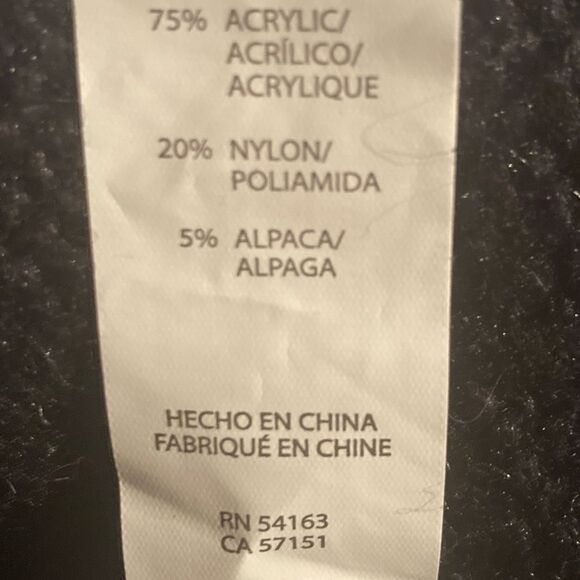 75% ACRYLIC/
ACRÍLICO/
ACRYLIQUE
20% NYLON/
POLIAMIDA
5% ALPACA/
ALPAGA
HECHO EN CHINA
FABRIQUÉ EN CHINE
RN 54163
CA 57151